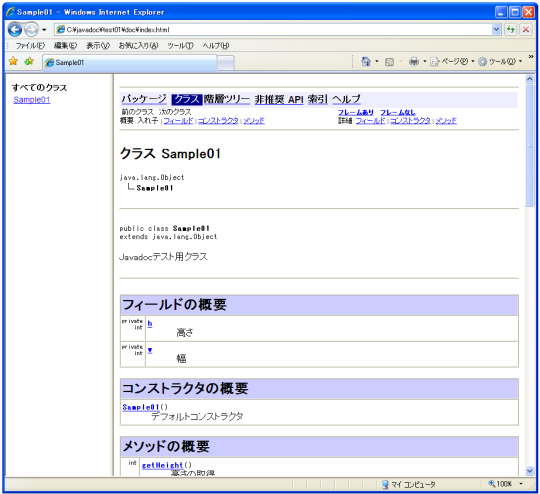 Sample01 - Windows Internet Explorer
C:¥javadoc¥test01¥doc¥index.html
ファイル(F) 編集(E) 表示(V) お気に入り(A) ツール(T) ヘルプ(H)
Sample01
ページ(P) ツール(O) »
すべてのクラス
Sample01
パッケージ クラス 階層ツリー 非推奨 API 索引 ヘルプ
前のクラス 次のクラス
フレームあり フレームなし
概要: 入れ子 | フィールド | コンストラクタ | メソッド
詳細: フィールド | コンストラクタ | メソッド
クラス Sample01
java.lang.Object
Sample01
public class Sample01
extends java.lang.Object
Javadocテスト用クラス
フィールドの概要
private int h
高さ
private int
幅
コンストラクタの概要
Sample01()
デフォルトコンストラクタ
メソッドの概要
int getHeight()
高さの取得
マイ コンピュータ
100%